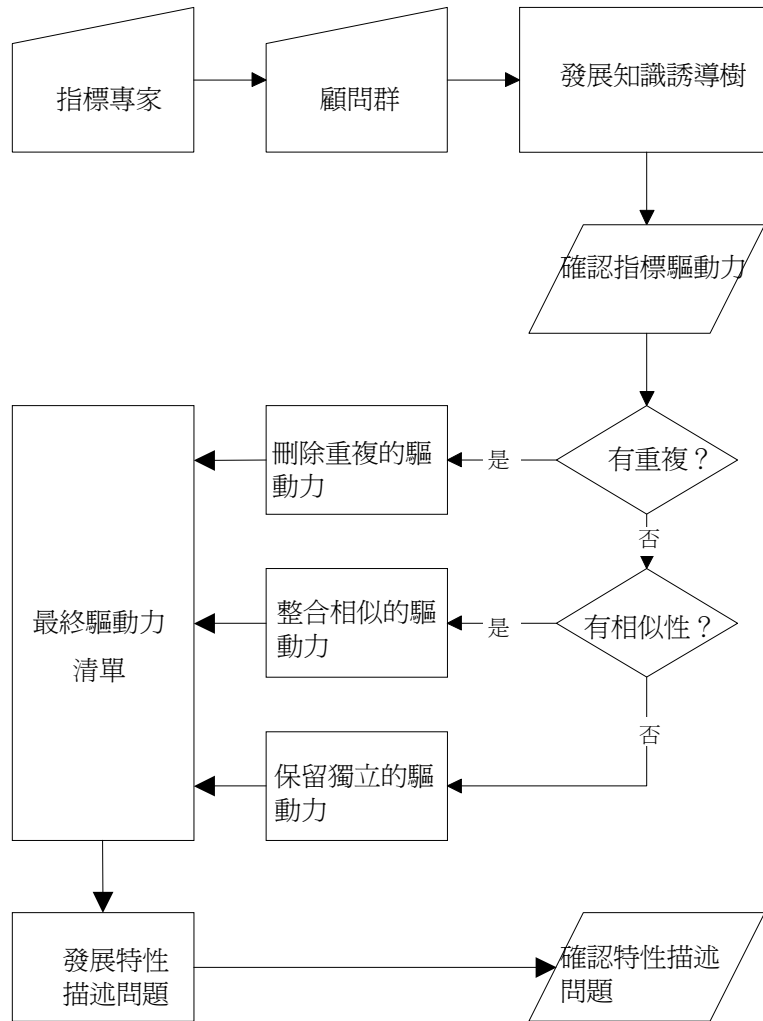 指標專家
顧問群
發展知識誘導樹
確認指標驅動力
有重複？
是
刪除重複的驅
動力
否
有相似性？
是
整合相似的驅
動力
否
保留獨立的驅
動力
最終驅動力
清單
發展特性
描述問題
確認特性描述
問題